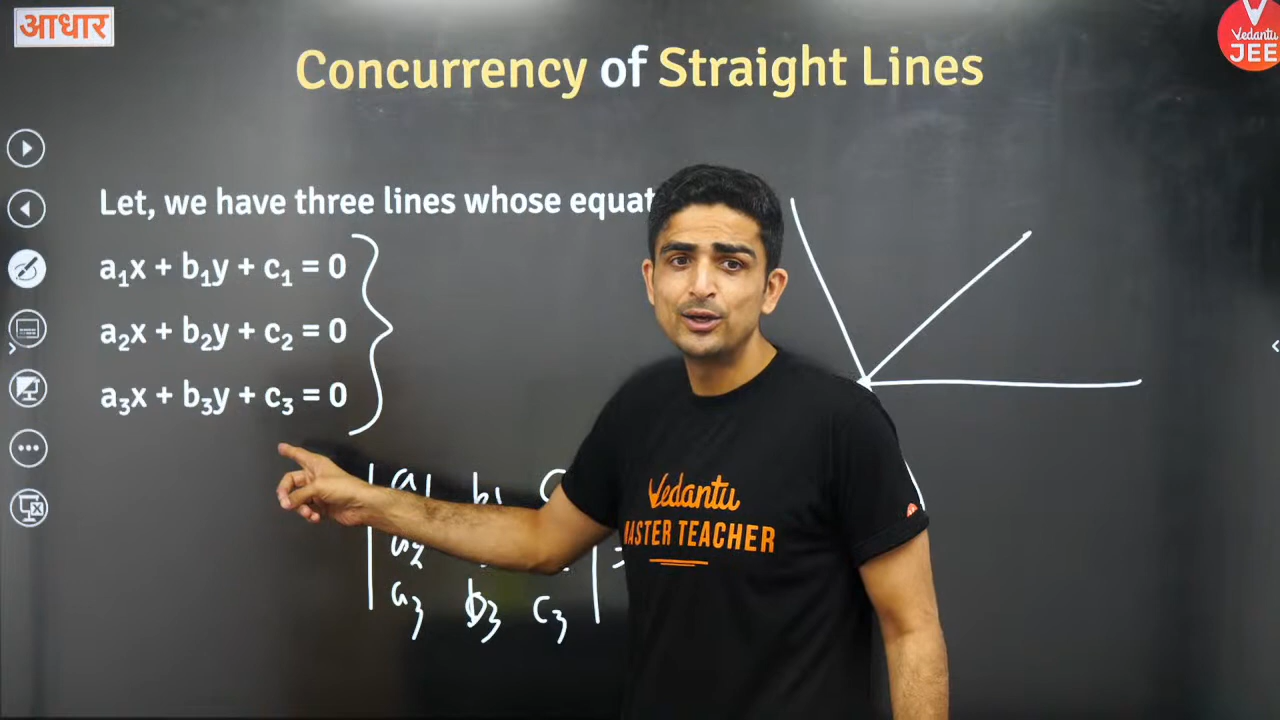 आधार
Vedantu
JEE
Concurrency of Straight Lines
Let, we have three lines whose equat
a₁x + b₁y + c₁ = 0
a₂x + b₂y + c₂ = 0
a₃x + b₃y + c₃ = 0
a₁ b₁ c
a₂
a₃ b₃ c₃
Vedantu
MASTER TEACHER